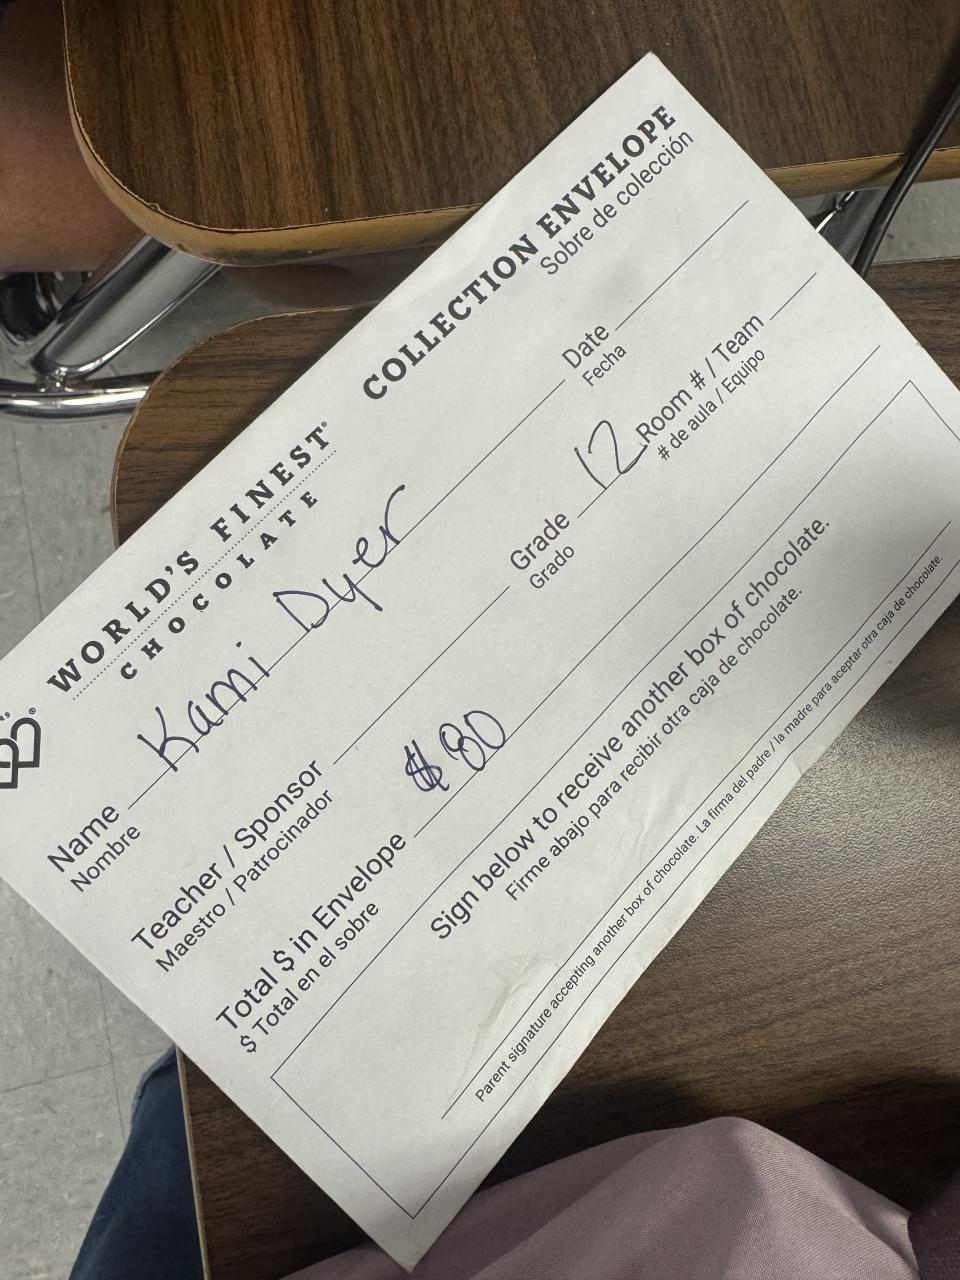 WORLD'S FINEST®
CHOCOLATE
COLLECTION ENVELOPE
Sobre de colección
Name Kami Dyer Date
Nombre Fecha
Teacher / Sponsor Grade 12 Room # / Team
Maestro / Patrocinador Grado # de aula / Equipo
Total $ in Envelope $80
$ Total en el sobre
Sign below to receive another box of chocolate.
Firme abajo para recibir otra caja de chocolate.
Parent signature accepting another box of chocolate. La firma del padre / la madre para aceptar otra caja de chocolate.